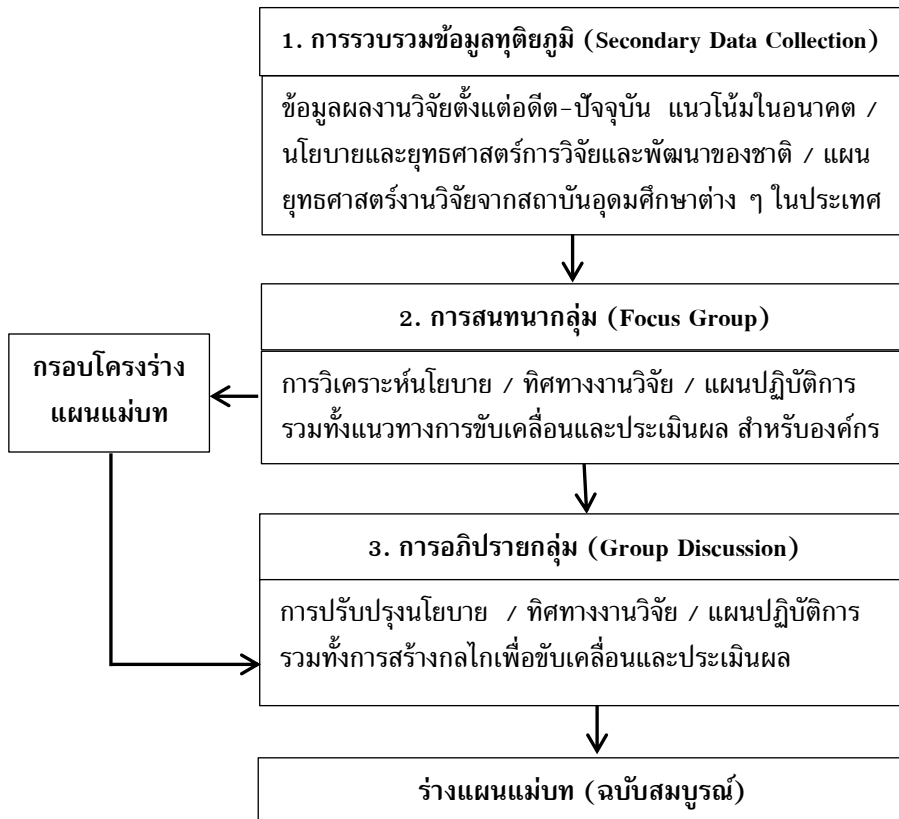 1. การรวบรวมข้อมูลทุติยภูมิ (Secondary Data Collection)
ข้อมูลผลงานวิจัยตั้งแต่อดีต-ปัจจุบัน แนวโน้มในอนาคต /
นโยบายและยุทธศาสตร์การวิจัยและพัฒนาของชาติ / แผน
ยุทธศาสตร์งานวิจัยจากสถาบันอุดมศึกษาต่าง ๆ ในประเทศ
2. การสนทนากลุ่ม (Focus Group)
การวิเคราะห์นโยบาย / ทิศทางงานวิจัย / แผนปฏิบัติการ
รวมทั้งแนวทางการขับเคลื่อนและประเมินผล สำหรับองค์กร
กรอบโครงร่าง
แผนแม่บท
3. การอภิปรายกลุ่ม (Group Discussion)
การปรับปรุงนโยบาย / ทิศทางงานวิจัย / แผนปฏิบัติการ
รวมทั้งการสร้างกลไกเพื่อขับเคลื่อนและประเมินผล
ร่างแผนแม่บท (ฉบับสมบูรณ์)